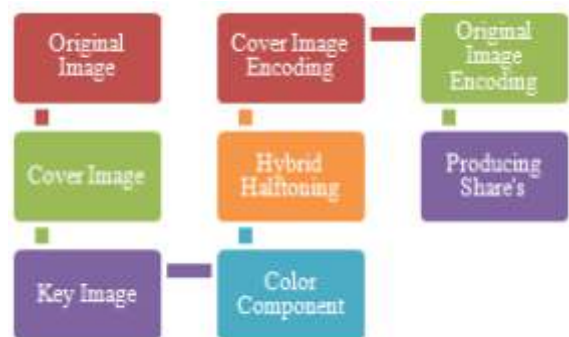 Original
Image
Cover Image
Key Image
Color
Component
Hybrid
Halftoning
Cover Image
Encoding
Original
Image
Encoding
Producing
Share's